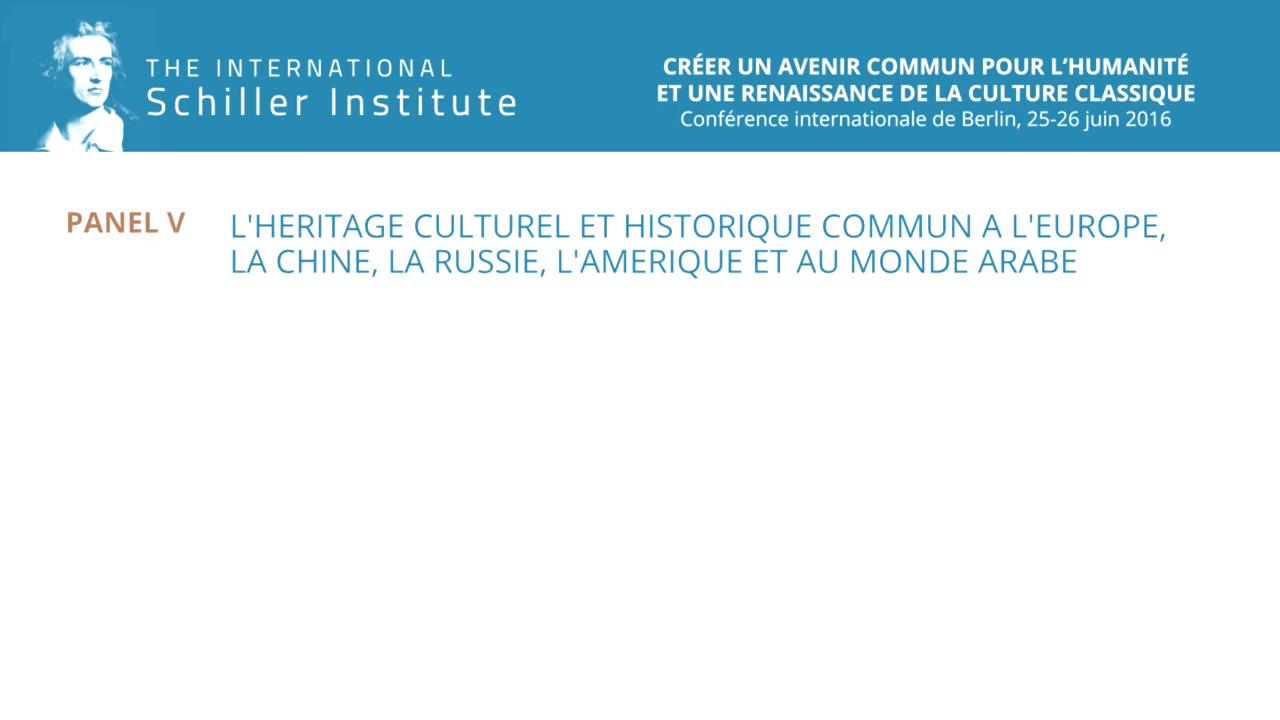 THE INTERNATIONAL
Schiller Institute
CRÉER UN AVENIR COMMUN POUR L’HUMANITÉ
ET UNE RENAISSANCE DE LA CULTURE CLASSIQUE
Conférence internationale de Berlin, 25-26 juin 2016
PANEL V
L'HERITAGE CULTUREL ET HISTORIQUE COMMUN A L'EUROPE,
LA CHINE, LA RUSSIE, L'AMERIQUE ET AU MONDE ARABE